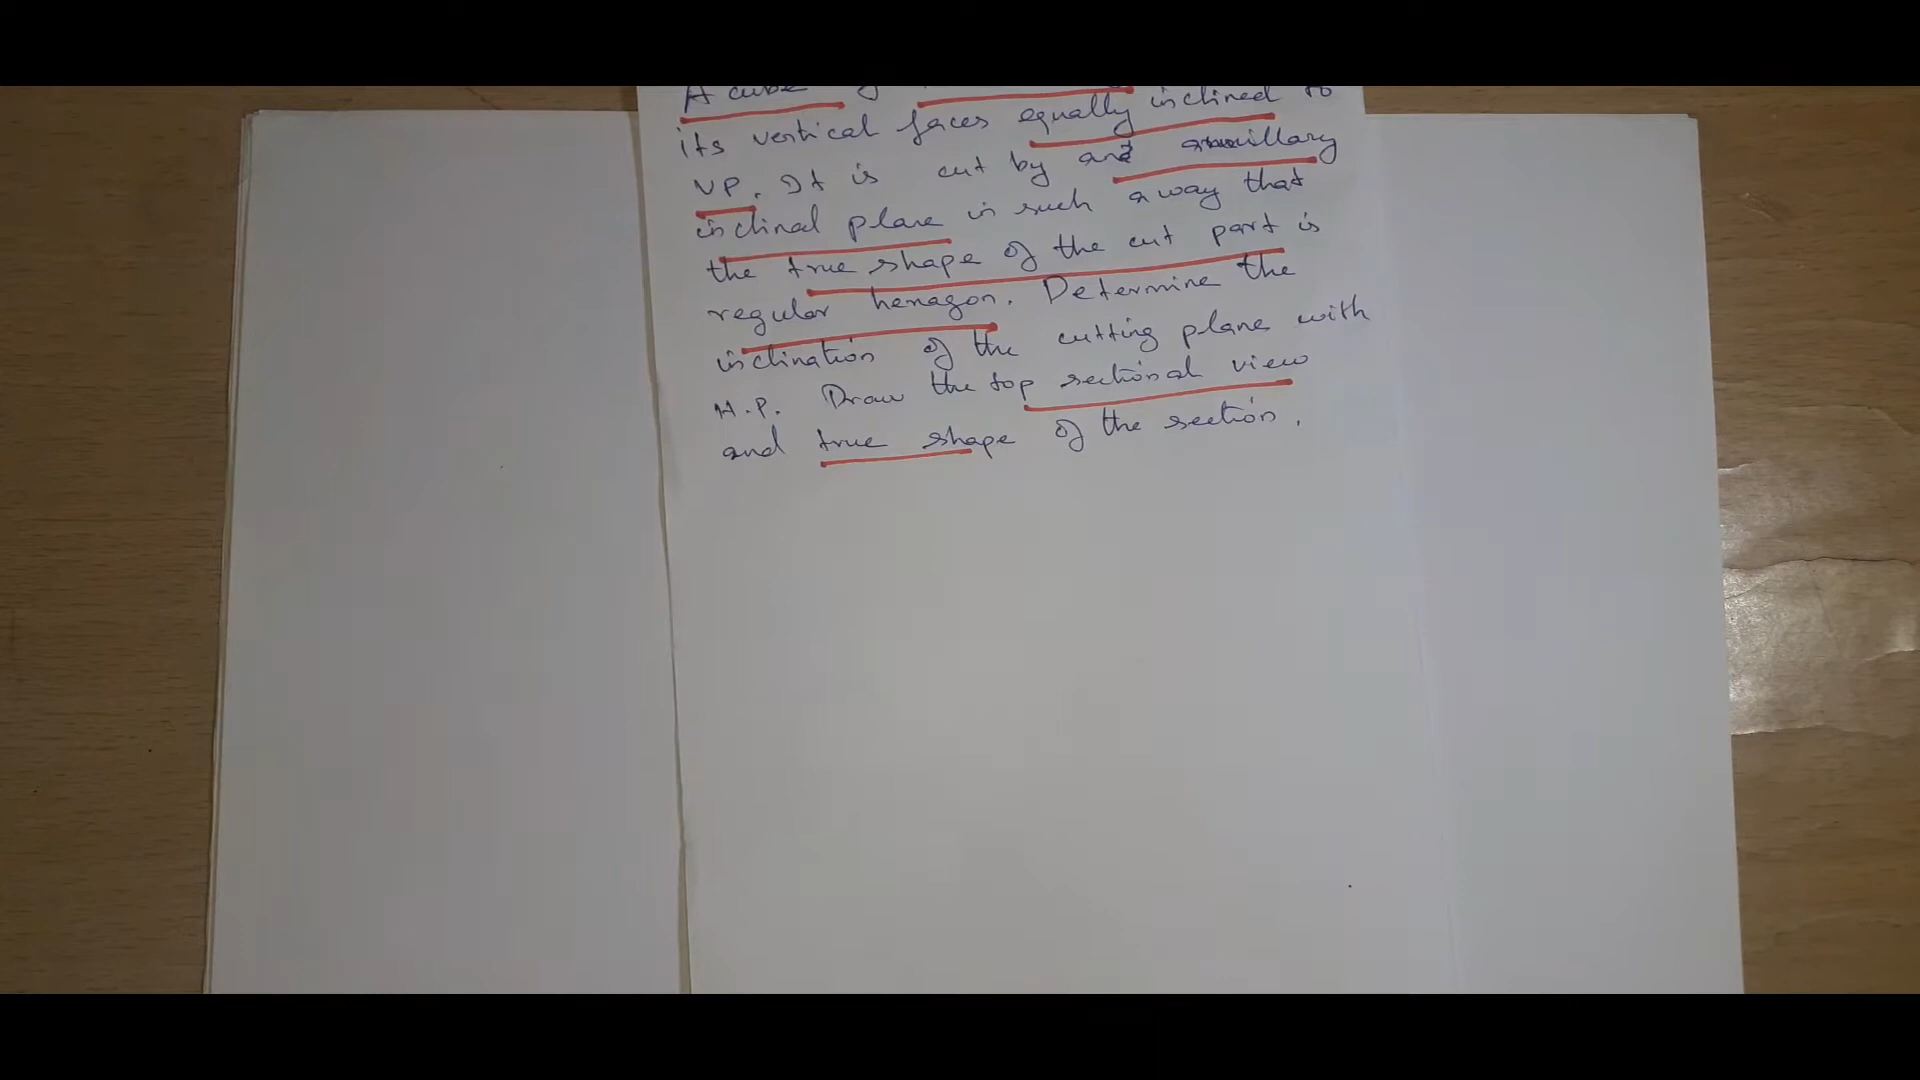 A cube
its vertical faces equally inclined to
VP. It is cut by an auxillary
inclined plane in such a way that
the true shape of the cut part is
regular hexagon. Determine the
inclination of the cutting plane with
H.P. Draw the top sectional view
and true shape of the section.